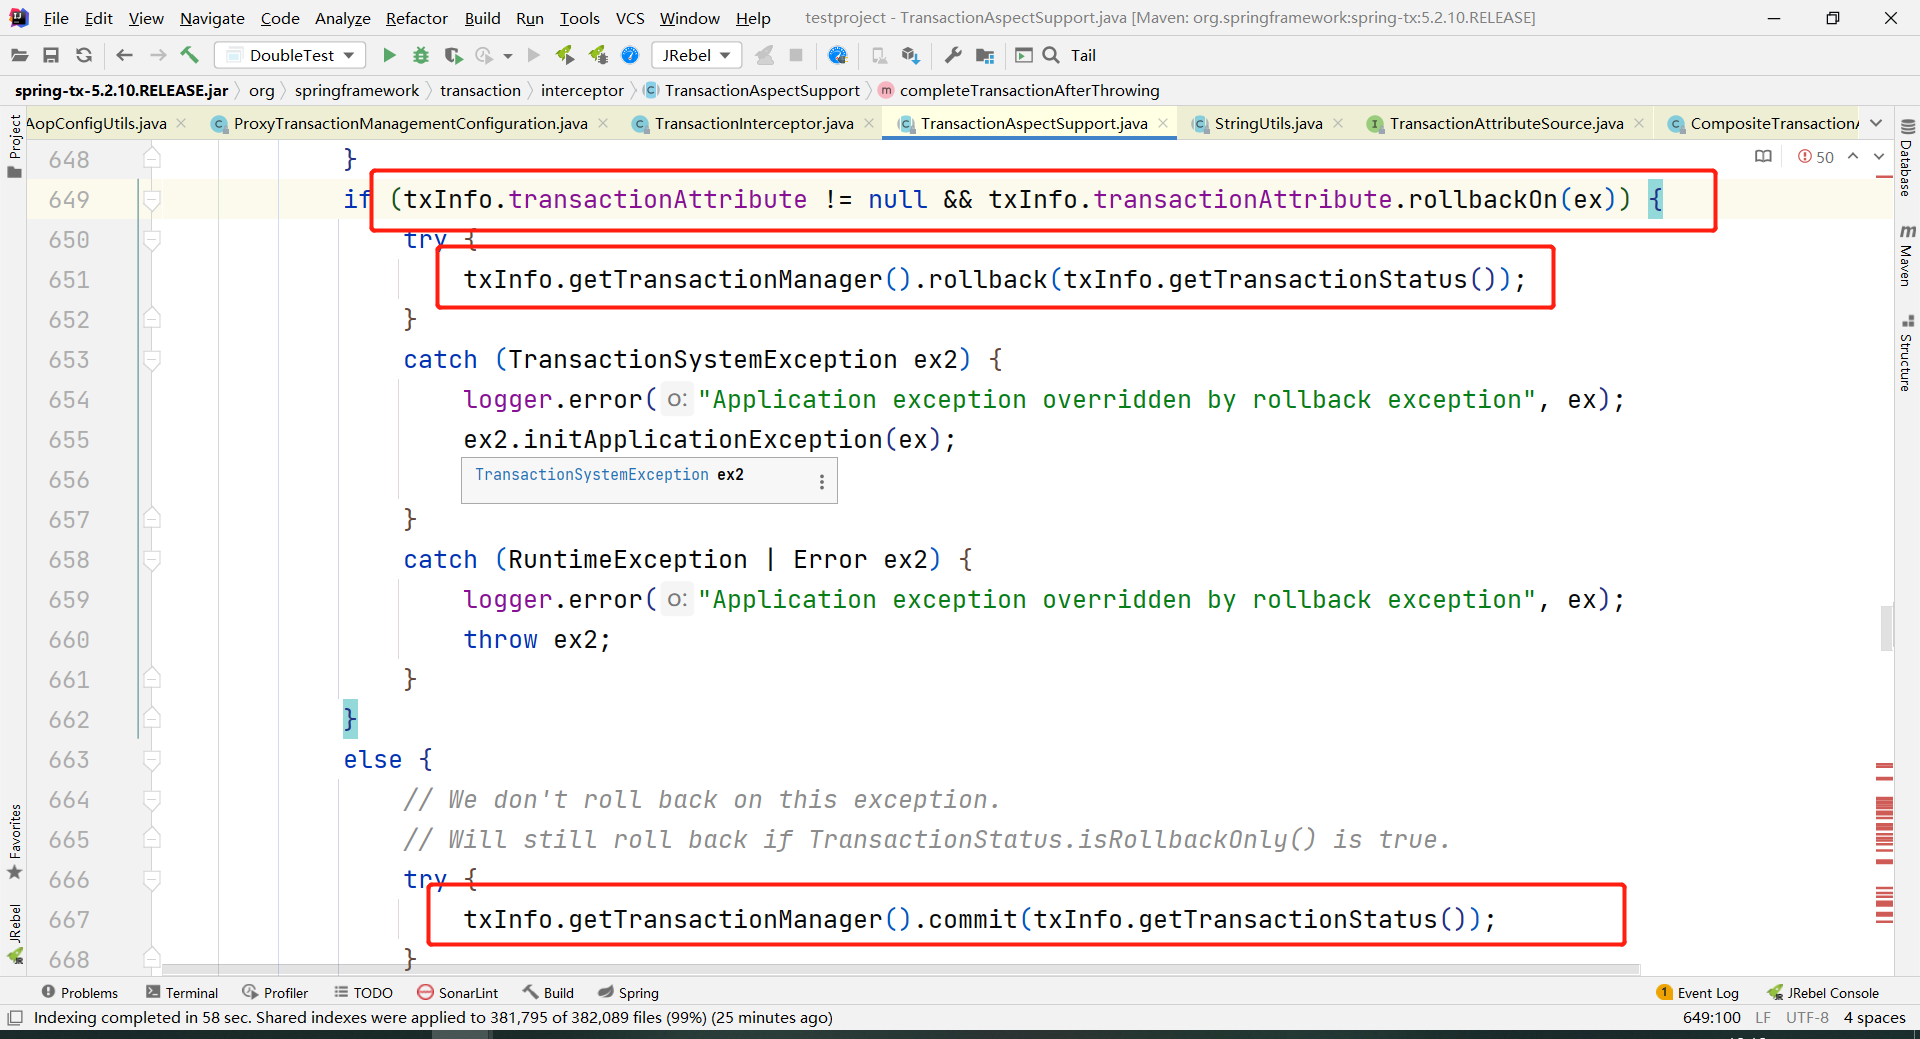 File Edit View Navigate Code Analyze Refactor Build Run Tools VCS Window Help testproject - TransactionAspectSupport.java [Maven: org.springframework:spring-tx:5.2.10.RELEASE]
DoubleTest JRebel Tail
spring-tx-5.2.10.RELEASE.jar org springframework transaction interceptor TransactionAspectSupport completeTransactionAfterThrowing
AopConfigUtils.java ProxyTransactionManagementConfiguration.java TransactionInterceptor.java TransactionAspectSupport.java StringUtils.java TransactionAttributeSource.java CompositeTransactionA
Project
Favorites
JRebel
Database
Maven
Structure
50
648 }
649 if (txInfo.transactionAttribute != null && txInfo.transactionAttribute.rollbackOn(ex)) {
650 try {
651 txInfo.getTransactionManager().rollback(txInfo.getTransactionStatus());
652 }
653 catch (TransactionSystemException ex2) {
654 logger.error( o: "Application exception overridden by rollback exception", ex);
655 ex2.initApplicationException(ex);
656 TransactionSystemException ex2
657 }
658 catch (RuntimeException | Error ex2) {
659 logger.error( o: "Application exception overridden by rollback exception", ex);
660 throw ex2;
661 }
662 }
663 else {
664 // We don't roll back on this exception.
665 // Will still roll back if TransactionStatus.isRollbackOnly() is true.
666 try {
667 txInfo.getTransactionManager().commit(txInfo.getTransactionStatus());
668 }
Problems Terminal Profiler TODO SonarLint Build Spring 1 Event Log JRebel Console
Indexing completed in 58 sec. Shared indexes were applied to 381,795 of 382,089 files (99%) (25 minutes ago) 649:100 LF UTF-8 4 spaces